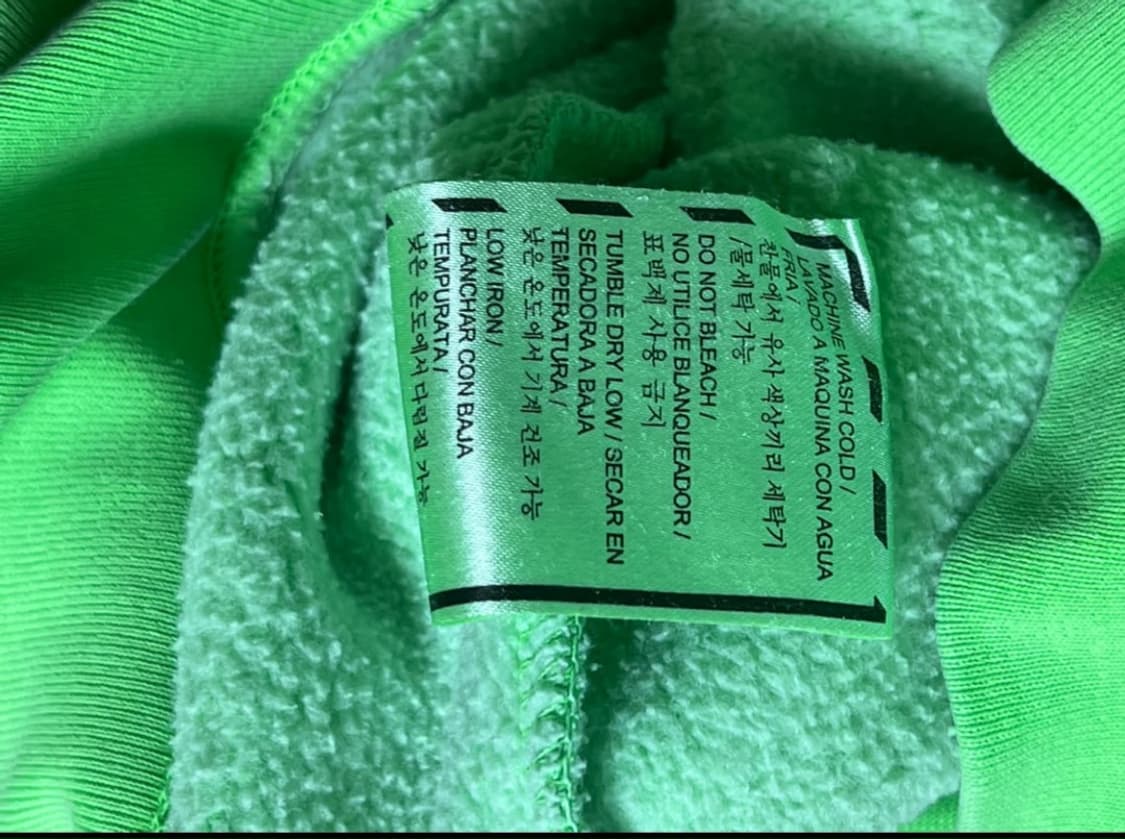 MACHINE WASH COLD /
LAVADO A MAQUINA CON AGUA
FRIA /
찬물에서 유사 색상끼리 세탁기
/물세탁 가능
DO NOT BLEACH /
NO UTILICE BLANQUEADOR /
표백제 사용 금지
TUMBLE DRY LOW / SECAR EN
SECADORA A BAJA
TEMPERATURA /
낮은 온도에서 기계 건조 가능
LOW IRON /
PLANCHAR CON BAJA
TEMPURATA /
낮은 온도에서 다림질 가능